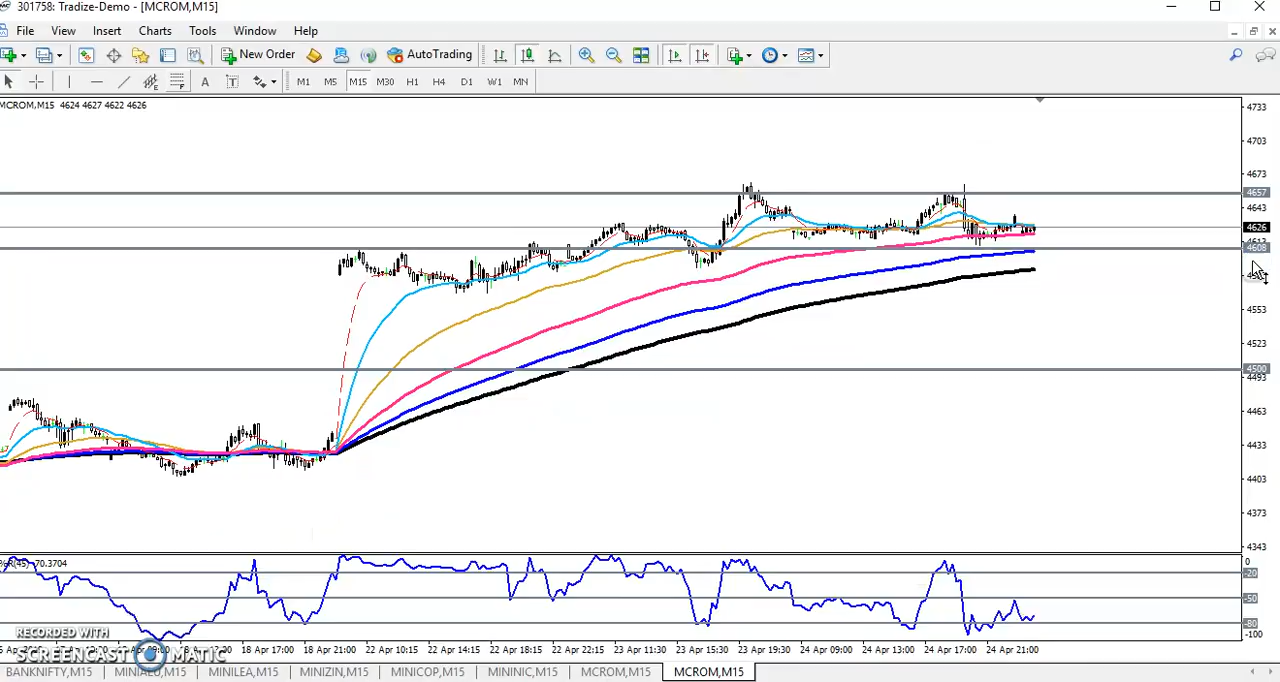 301758: Tradize-Demo - [MCROM,M15]
File View Insert Charts Tools Window Help
New Order AutoTrading
A T M1 M5 M15 M30 H1 H4 D1 W1 MN
MCROM,M15 4624 4627 4622 4626
4733
4703
4673
4657
4643
4626
4608
4553
4523
4500
4493
4463
4433
4403
4373
4343
%R(45) -70.3704
0
-20
-50
-80
-100
RECORDED WITH
SCREENCAST MATIC
18 Apr 17:00 18 Apr 21:00 22 Apr 10:15 22 Apr 14:15 22 Apr 18:15 22 Apr 22:15 23 Apr 11:30 23 Apr 15:30 23 Apr 19:30 24 Apr 09:00 24 Apr 13:00 24 Apr 17:00 24 Apr 21:00
BANKNIFTY,M15 MINIALU,M15 MINILEA,M15 MINIZIN,M15 MINICOP,M15 MININIC,M15 MCROM,M15 MCROM,M15